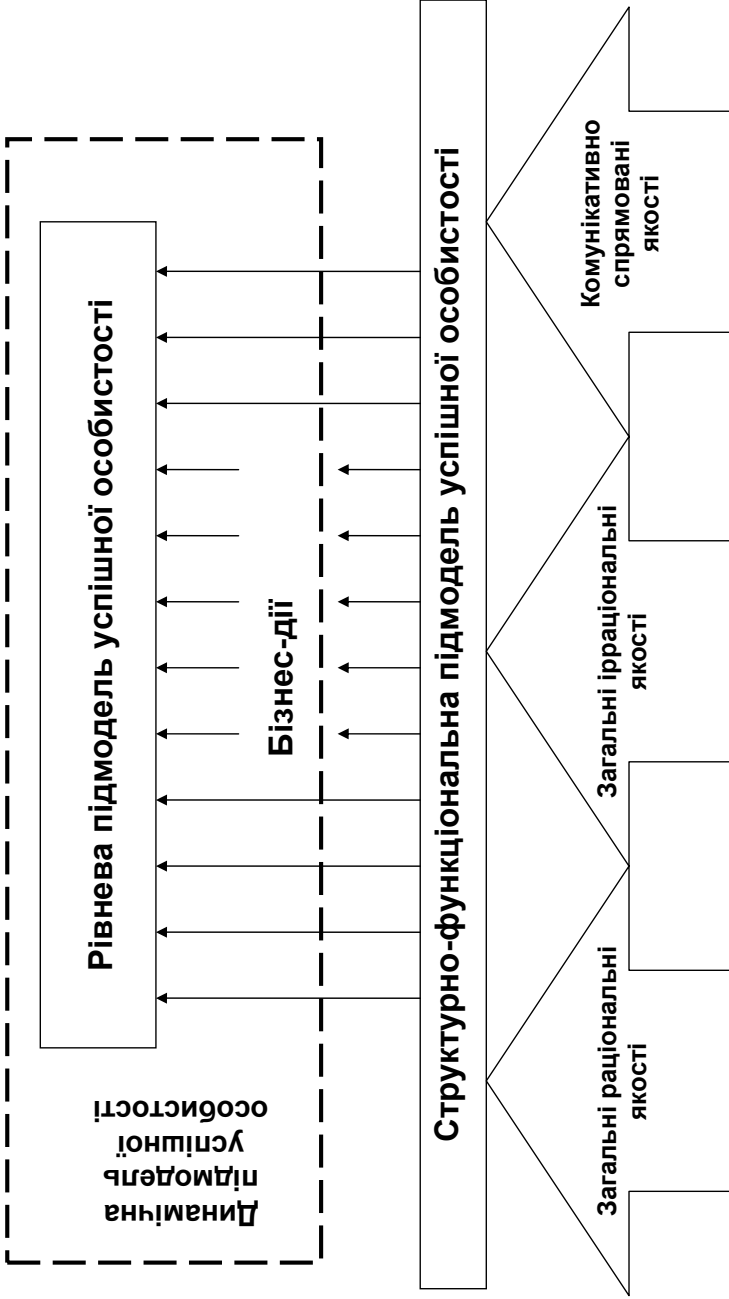 Динамічна
підмодель
успішної
особистості
Рівнева підмодель успішної особистості
Бізнес-дії
Структурно-функціональна підмодель успішної особистості
Загальні раціональні
якості
Загальні ірраціональні
якості
Комунікативно
спрямовані
якості